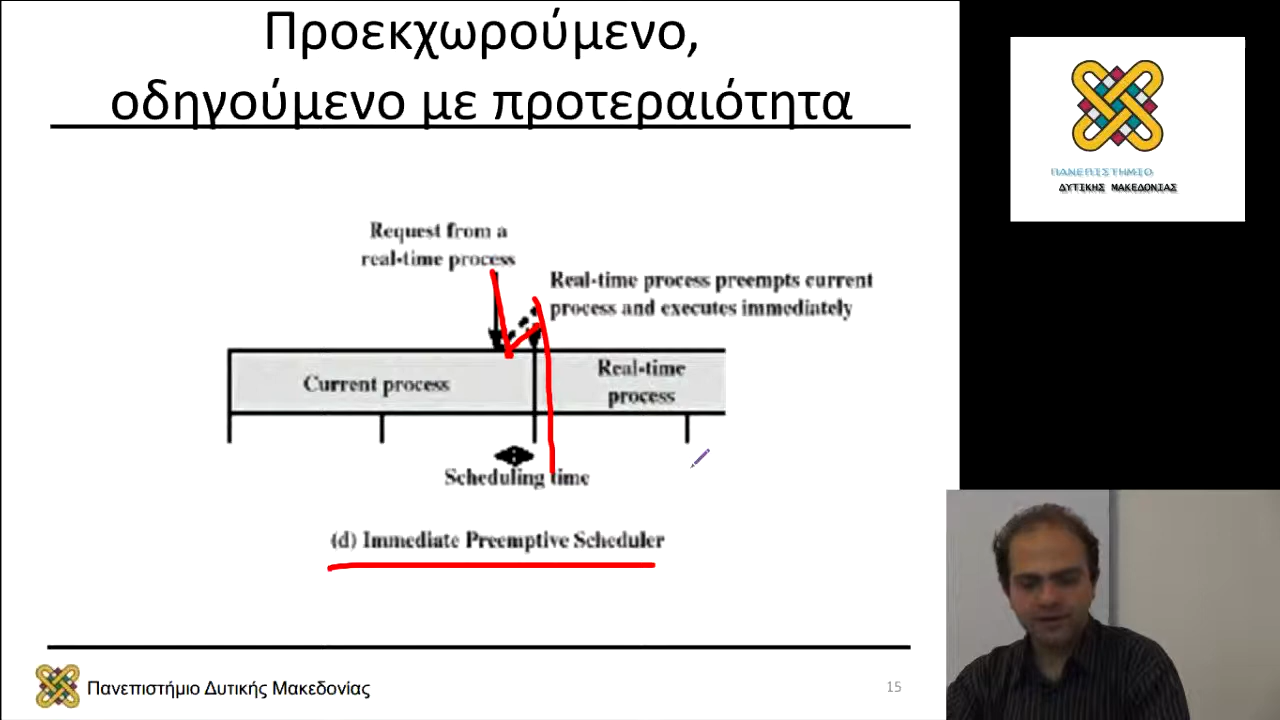 Προεκχωρούμενο,
οδηγούμενο με προτεραιότητα
ΠΑΝΕΠΙΣΤΗΜΙΟ
ΔΥΤΙΚΗΣ ΜΑΚΕΔΟΝΙΑΣ
Request from a
real-time process
Real-time process preempts current
process and executes immediately
Current process
Real-time
process
Scheduling time
(d) Immediate Preemptive Scheduler
Πανεπιστήμιο Δυτικής Μακεδονίας
15